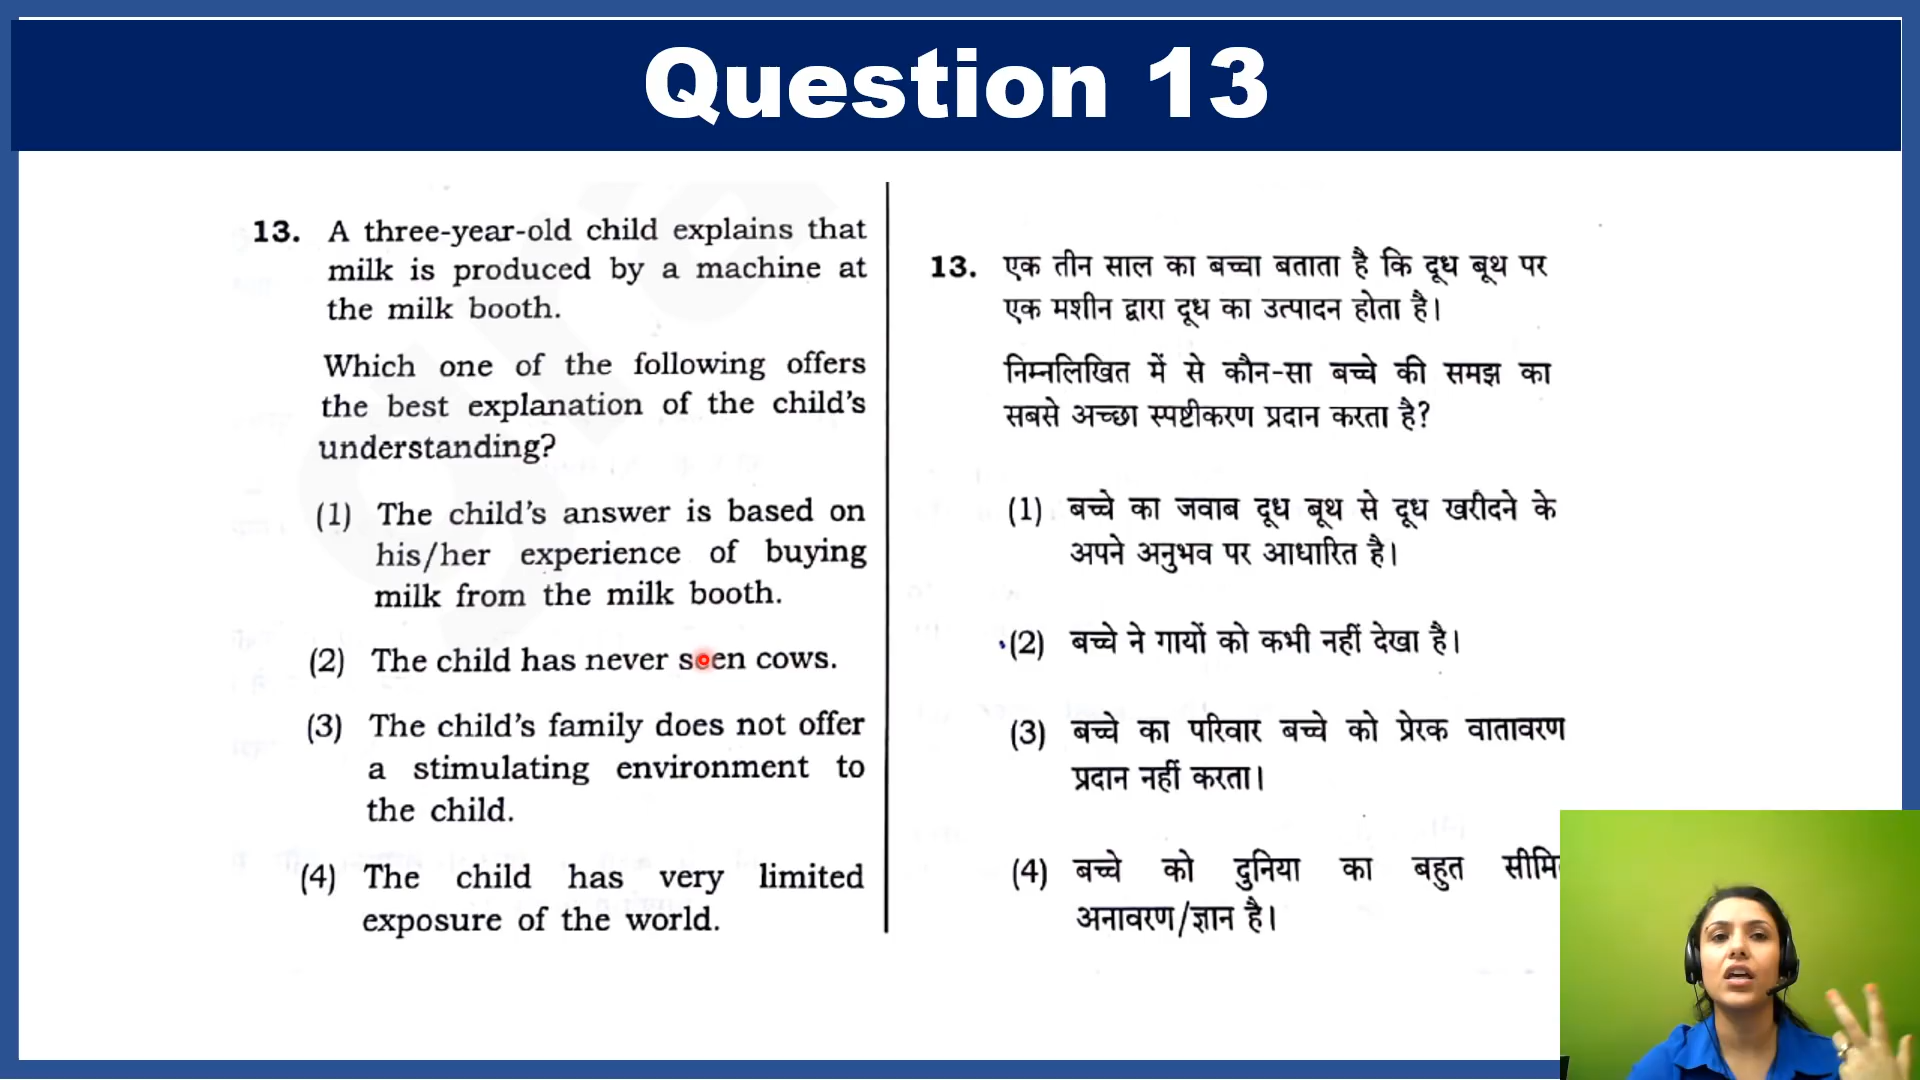 Question 13
13. A three-year-old child explains that
milk is produced by a machine at
the milk booth.
Which one of the following offers
the best explanation of the child's
understanding?
(1) The child's answer is based on
his/her experience of buying
milk from the milk booth.
(2) The child has never seen cows.
(3) The child's family does not offer
a stimulating environment to
the child.
(4) The child has very limited
exposure of the world.
13. एक तीन साल का बच्चा बताता है कि दूध बूथ पर
एक मशीन द्वारा दूध का उत्पादन होता है।
निम्नलिखित में से कौन-सा बच्चे की समझ का
सबसे अच्छा स्पष्टीकरण प्रदान करता है?
(1) बच्चे का जवाब दूध बूथ से दूध खरीदने के
अपने अनुभव पर आधारित है।
(2) बच्चे ने गायों को कभी नहीं देखा है।
(3) बच्चे का परिवार बच्चे को प्रेरक वातावरण
प्रदान नहीं करता।
(4) बच्चे को दुनिया का बहुत
अनावरण/ज्ञान है।